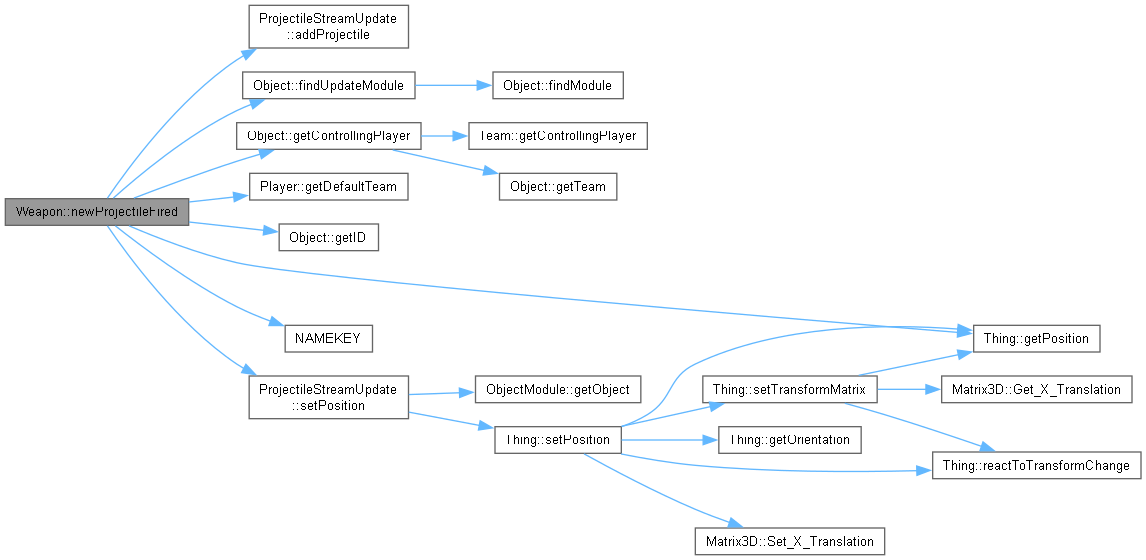 ProjectileStreamUpdate
::addProjectile
Object::findUpdateModule
Object::findModule
Object::getControllingPlayer
Team::getControllingPlayer
Object::getTeam
Player::getDefaultTeam
Weapon::newProjectileFired
Object::getID
NAMEKEY
Thing::getPosition
ProjectileStreamUpdate
::setPosition
ObjectModule::getObject
Thing::setTransformMatrix
Matrix3D::Get_X_Translation
Thing::setPosition
Thing::getOrientation
Thing::reactToTransformChange
Matrix3D::Set_X_Translation